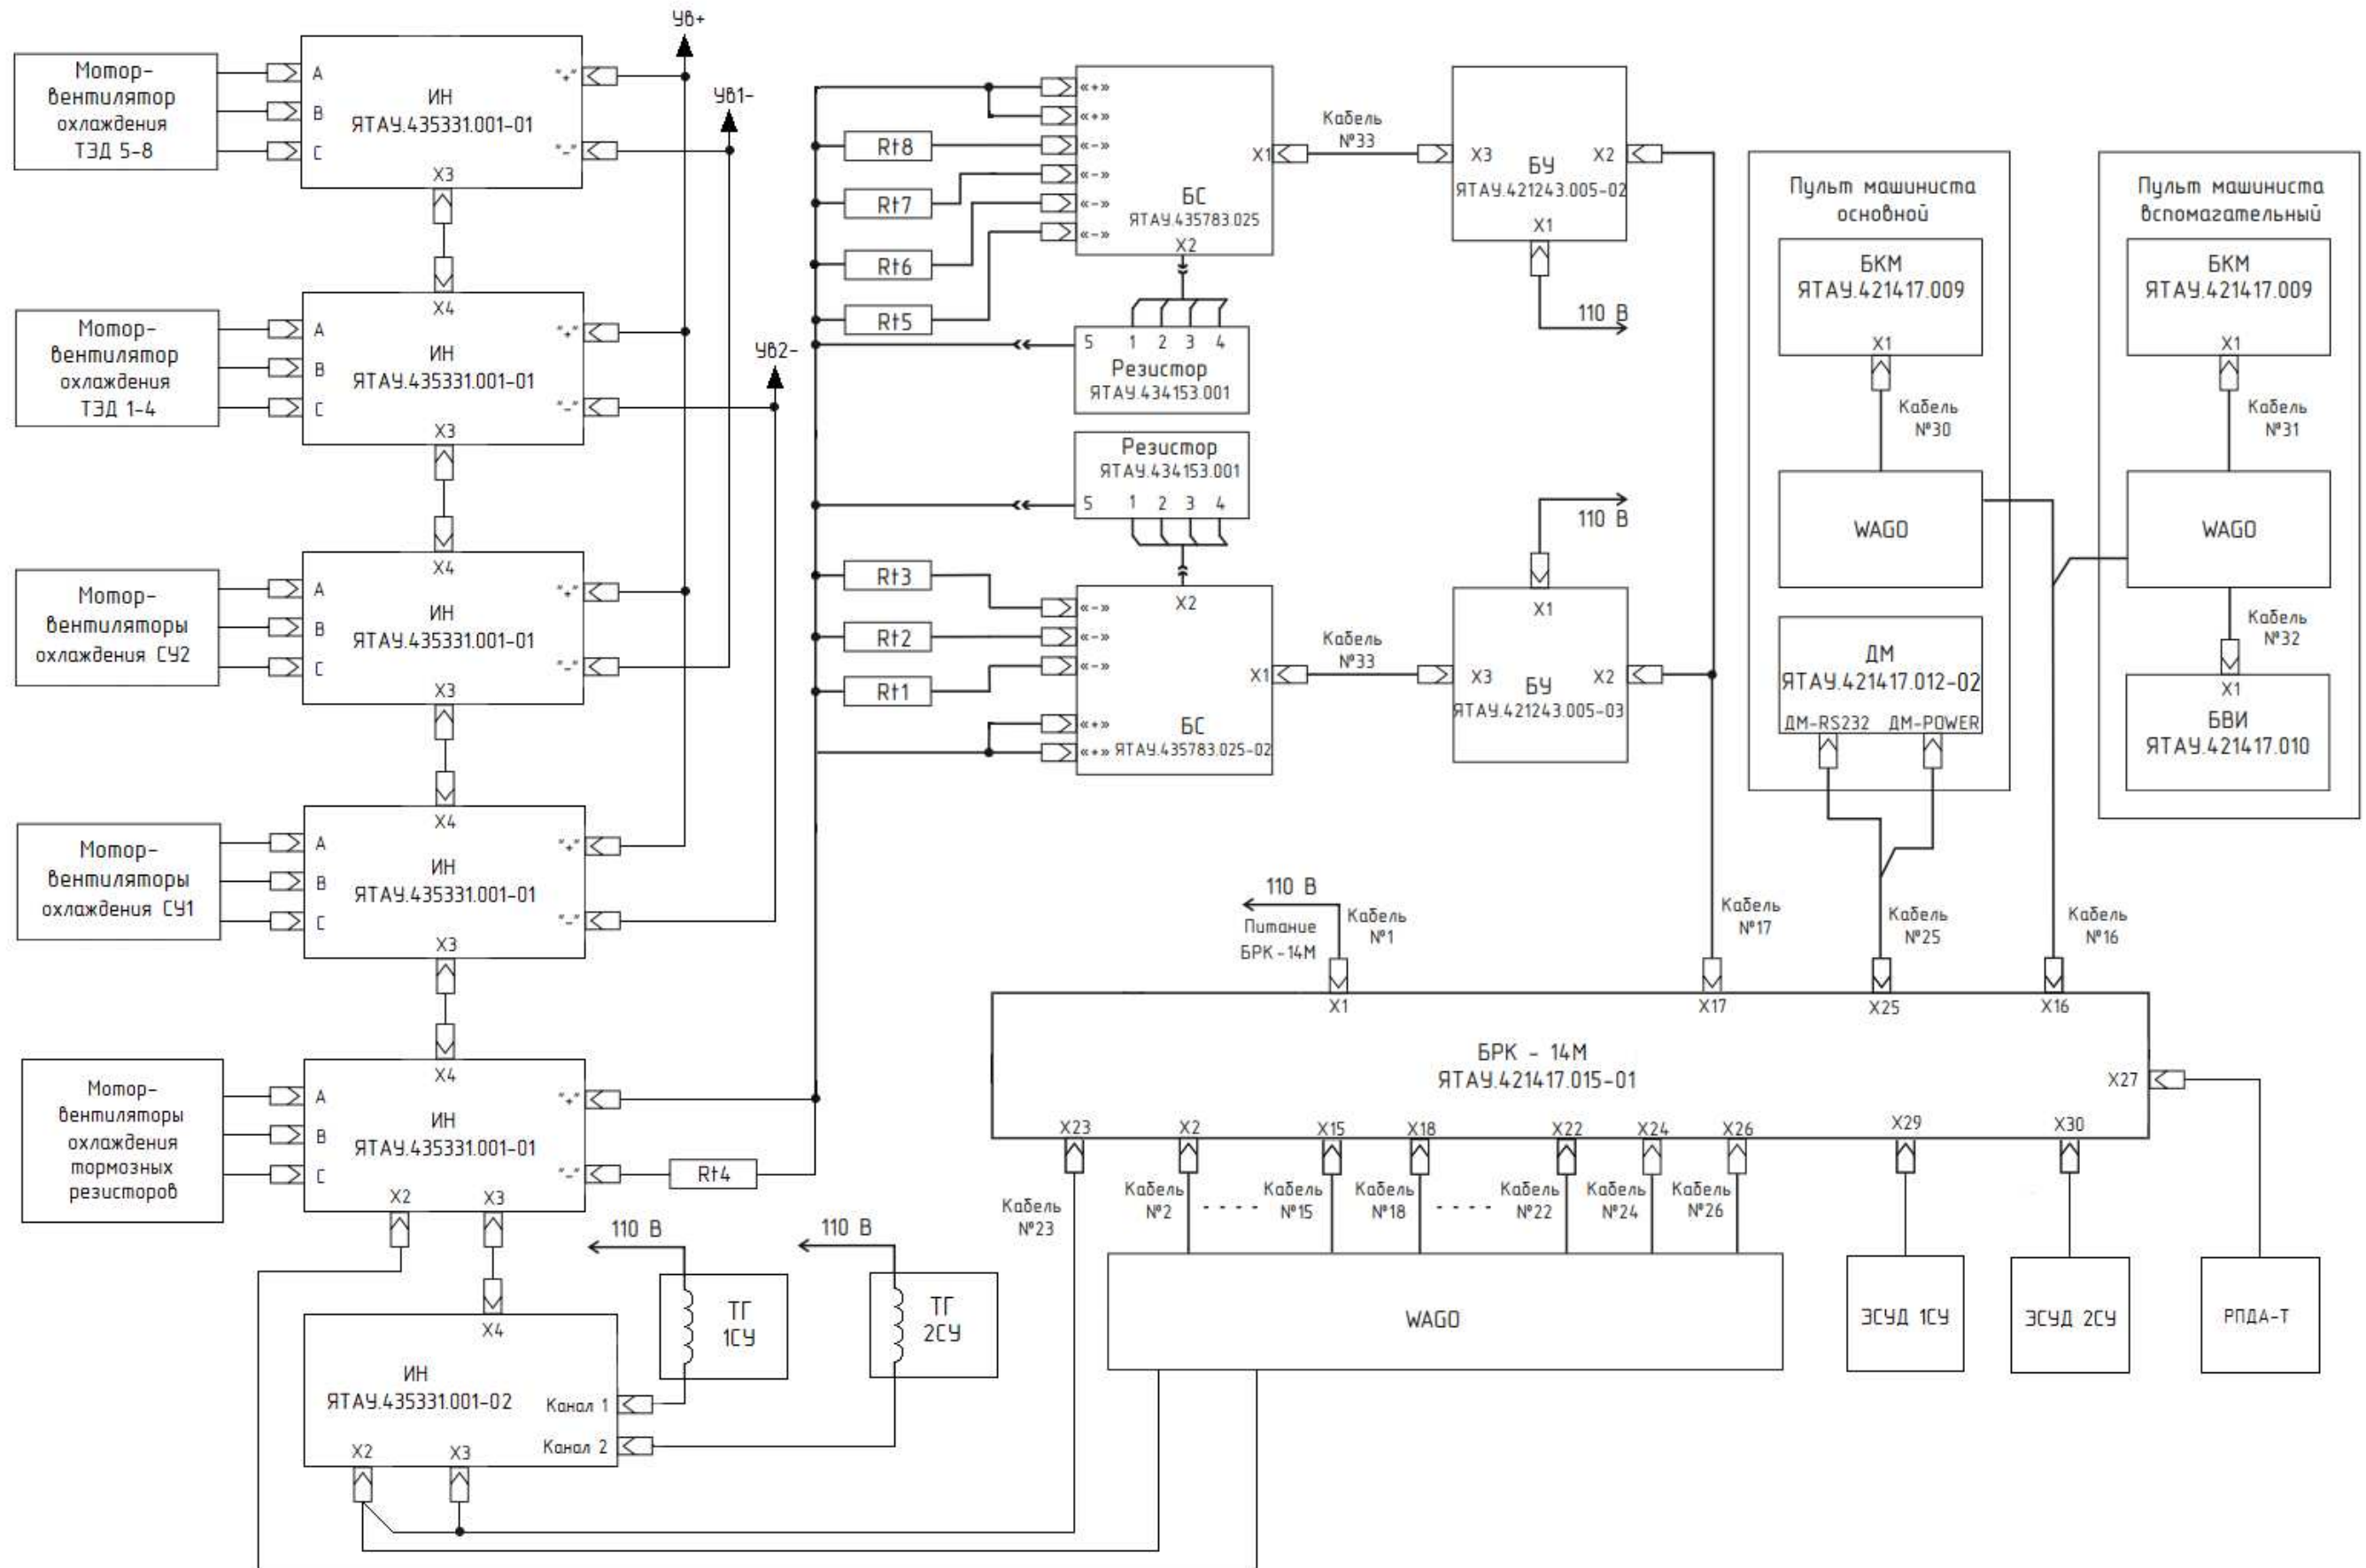 Ув+
Ув1-
Ув2-
Мотор-
вентилятор
охлаждения
ТЭД 5-8
A
B
C
ИН
ЯТАУ.435331.001-01
"+"
"-"
X3
Мотор-
вентилятор
охлаждения
ТЭД 1-4
A
B
C
X4
ИН
ЯТАУ.435331.001-01
"+"
"-"
X3
Мотор-
вентиляторы
охлаждения СУ2
A
B
C
X4
ИН
ЯТАУ.435331.001-01
"+"
"-"
X3
Мотор-
вентиляторы
охлаждения СУ1
A
B
C
X4
ИН
ЯТАУ.435331.001-01
"+"
"-"
X3
Мотор-
вентиляторы
охлаждения
тормозных
резисторов
A
B
C
X4
ИН
ЯТАУ.435331.001-01
"+"
"-"
X2
X3
Rt4
X4
ИН
ЯТАУ.435331.001-02
Канал 1
Канал 2
X2
X3
110 В
ТГ
1СУ
110 В
ТГ
2СУ
Rt8
Rt7
Rt6
Rt5
«+»
«+»
«-»
«-»
«-»
«-»
X1
БС
ЯТАУ.435783.025
X2
5 1 2 3 4
Резистор
ЯТАУ.434153.001
Кабель
№33
X3
X2
БУ
ЯТАУ.421243.005-02
X1
110 В
Резистор
ЯТАУ.434153.001
5 1 2 3 4
Rt3
Rt2
Rt1
«-»
«-»
«-»
«+»
«+»
X2
X1
БС
ЯТАУ.435783.025-02
Кабель
№33
110 В
X1
X3
X2
БУ
ЯТАУ.421243.005-03
Пульт машиниста
основной
БКМ
ЯТАУ.421417.009
X1
Кабель
№30
WAGO
ДМ
ЯТАУ.421417.012-02
ДМ-RS232
ДМ-POWER
Пульт машиниста
вспомагательный
БКМ
ЯТАУ.421417.009
X1
Кабель
№31
WAGO
Кабель
№32
X1
БВИ
ЯТАУ.421417.010
110 В
Питание
БРК-14М
Кабель
№1
Кабель
№17
Кабель
№25
Кабель
№16
X1
X17
X25
X16
БРК - 14М
ЯТАУ.421417.015-01
X27
X23
X2
X15
X18
X22
X24
X26
X29
X30
Кабель
№23
Кабель
№2
- - - -
Кабель
№15
Кабель
№18
- - - -
Кабель
№22
Кабель
№24
Кабель
№26
WAGO
ЭСУД 1СУ
ЭСУД 2СУ
РПДА-Т